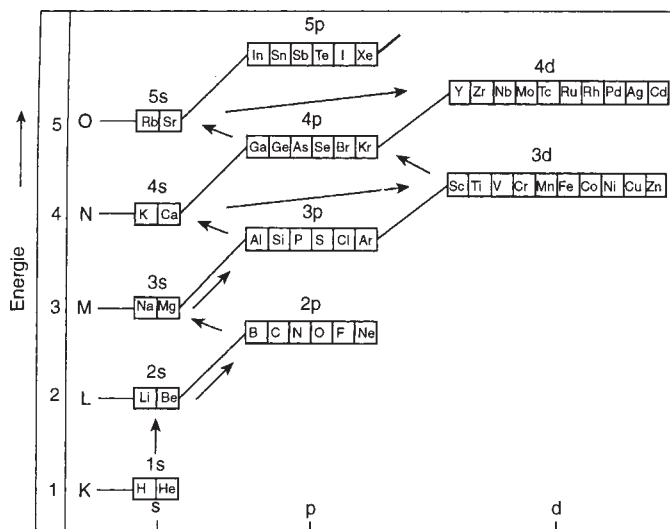 5p
In Sn Sb Te I Xe
4d
Y Zr Nb Mo Tc Ru Rh Pd Ag Cd
5s
5 O Rb Sr
4p
Ga Ge As Se Br Kr
3d
Sc Ti V Cr Mn Fe Co Ni Cu Zn
4s
4 N K Ca
3p
Al Si P S Cl Ar
Energie
3s
3 M Na Mg
2p
B C N O F Ne
2s
2 L Li Be
1s
1 K H He
s p d